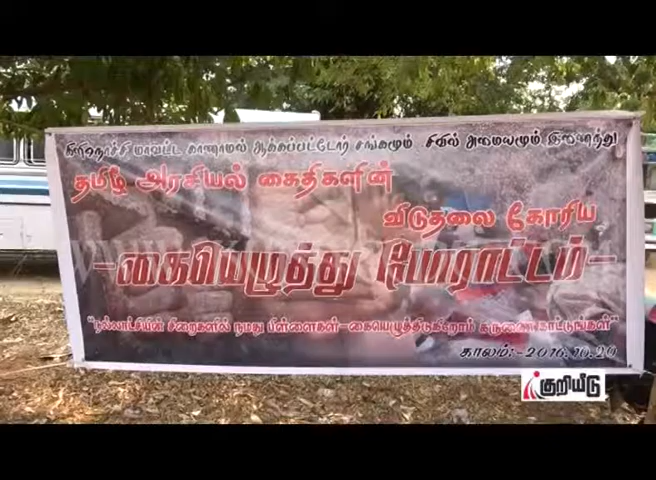 கிளிநொச்சி மாவட்ட காணாமல் ஆக்கப்பட்டோர் சங்கமும் சிவில் அமையமும் இணைந்து
தமிழ் அரசியல் கைதிகளின்
விடுதலை கோரிய
-கையெழுத்து போராட்டம்-
"நல்லாட்சியின் சிறைகளில் நமது பிள்ளைகள்-கையெழுத்திடுகிறோம் கருணைகாட்டுங்கள்"
காலம்:-2016.10.20
குறியீடு